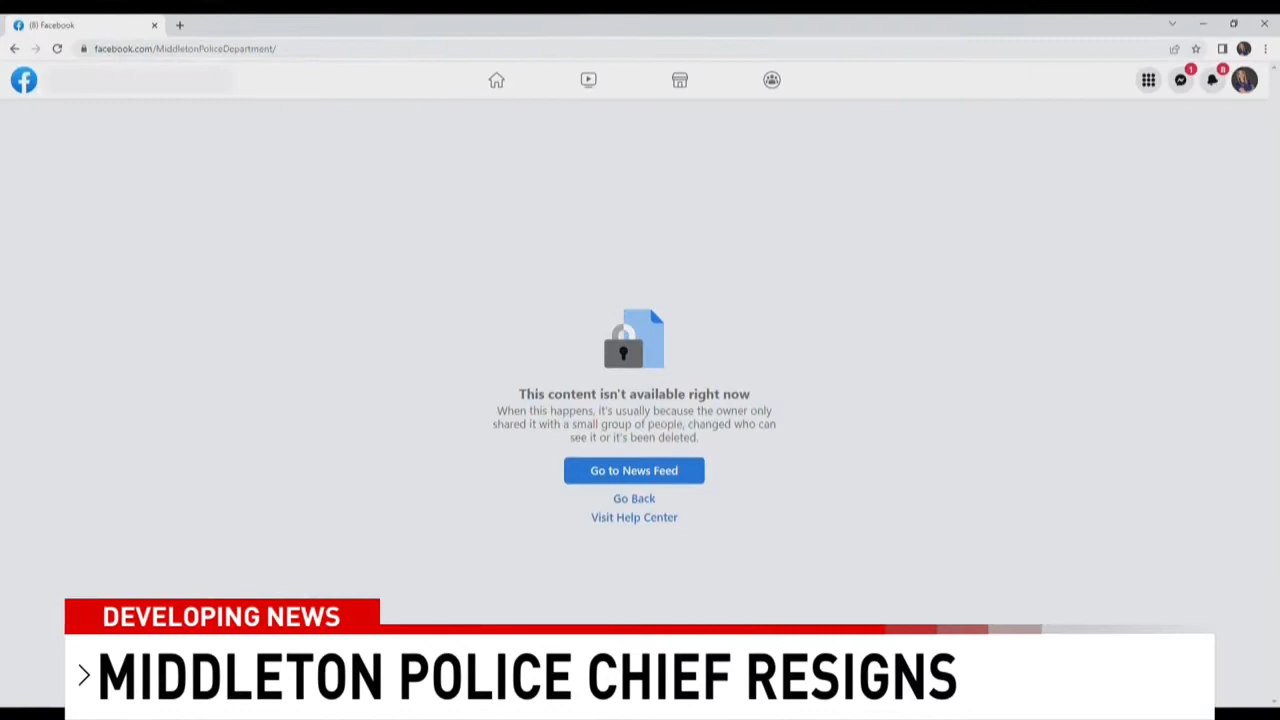 (8) Facebook
facebook.com/MiddletonPoliceDepartment/
1
8
This content isn't available right now
When this happens, it's usually because the owner only
shared it with a small group of people, changed who can
see it or it's been deleted.
Go to News Feed
Go Back
Visit Help Center
DEVELOPING NEWS
MIDDLETON POLICE CHIEF RESIGNS